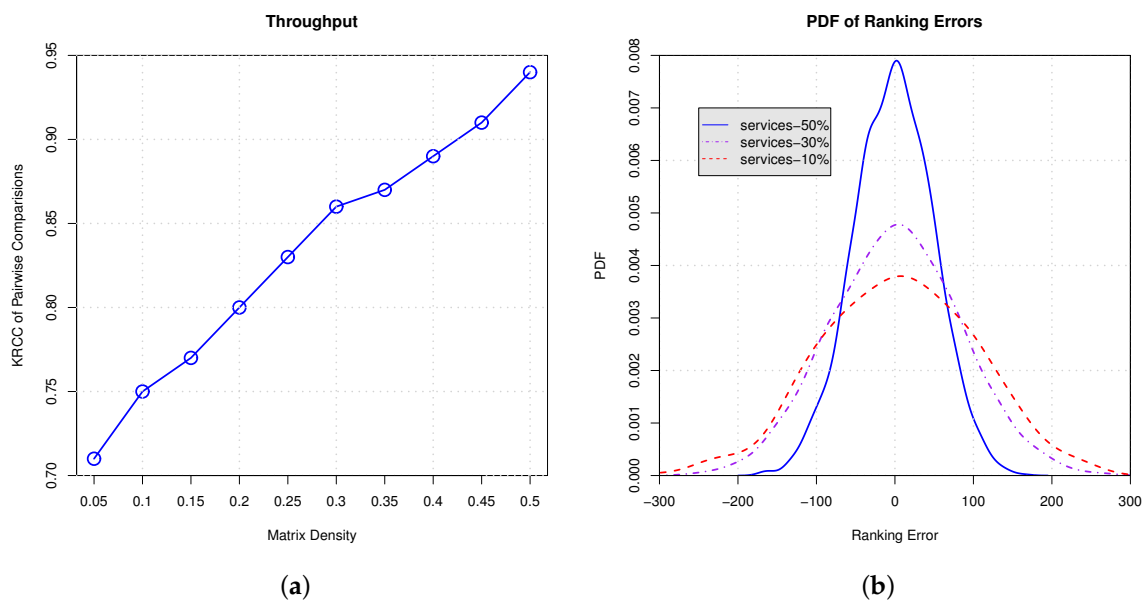 Throughput
KRCC of Pairwise Comparisions
0.95
0.90
0.85
0.80
0.75
0.70
0.05 0.1 0.15 0.2 0.25 0.3 0.35 0.4 0.45 0.5
Matrix Density
(a)
PDF of Ranking Errors
PDF
0.008
0.007
0.006
0.005
0.004
0.003
0.002
0.001
0.000
services−50%
services−30%
services−10%
−300 −200 −100 0 100 200 300
Ranking Error
(b)